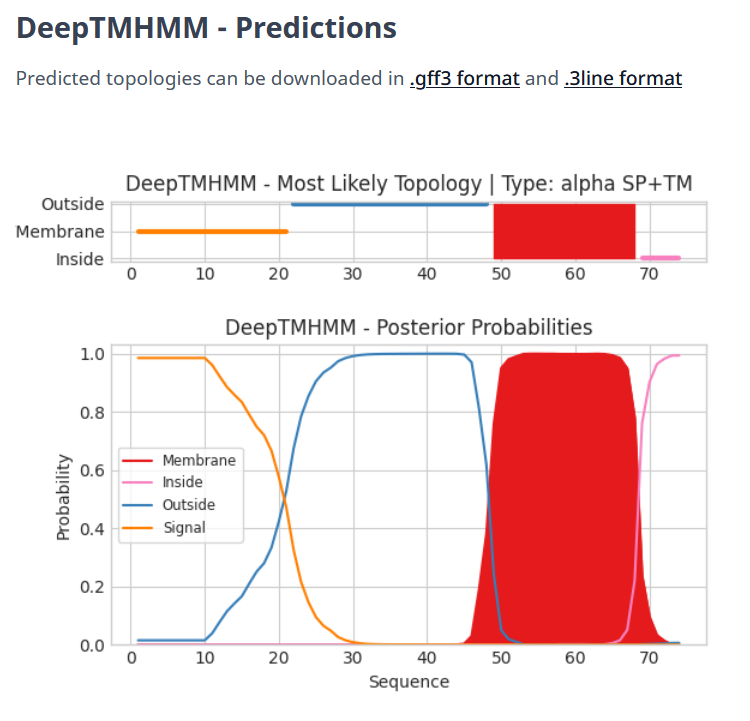 DeepTMHMM - Predictions
Predicted topologies can be downloaded in .gff3 format and .3line format
DeepTMHMM - Most Likely Topology | Type: alpha SP+TM
Outside
Membrane
Inside
0 10 20 30 40 50 60 70
DeepTMHMM - Posterior Probabilities
1.0
0.8
0.6
0.4
0.2
0.0
Probability
Membrane
Inside
Outside
Signal
0 10 20 30 40 50 60 70
Sequence